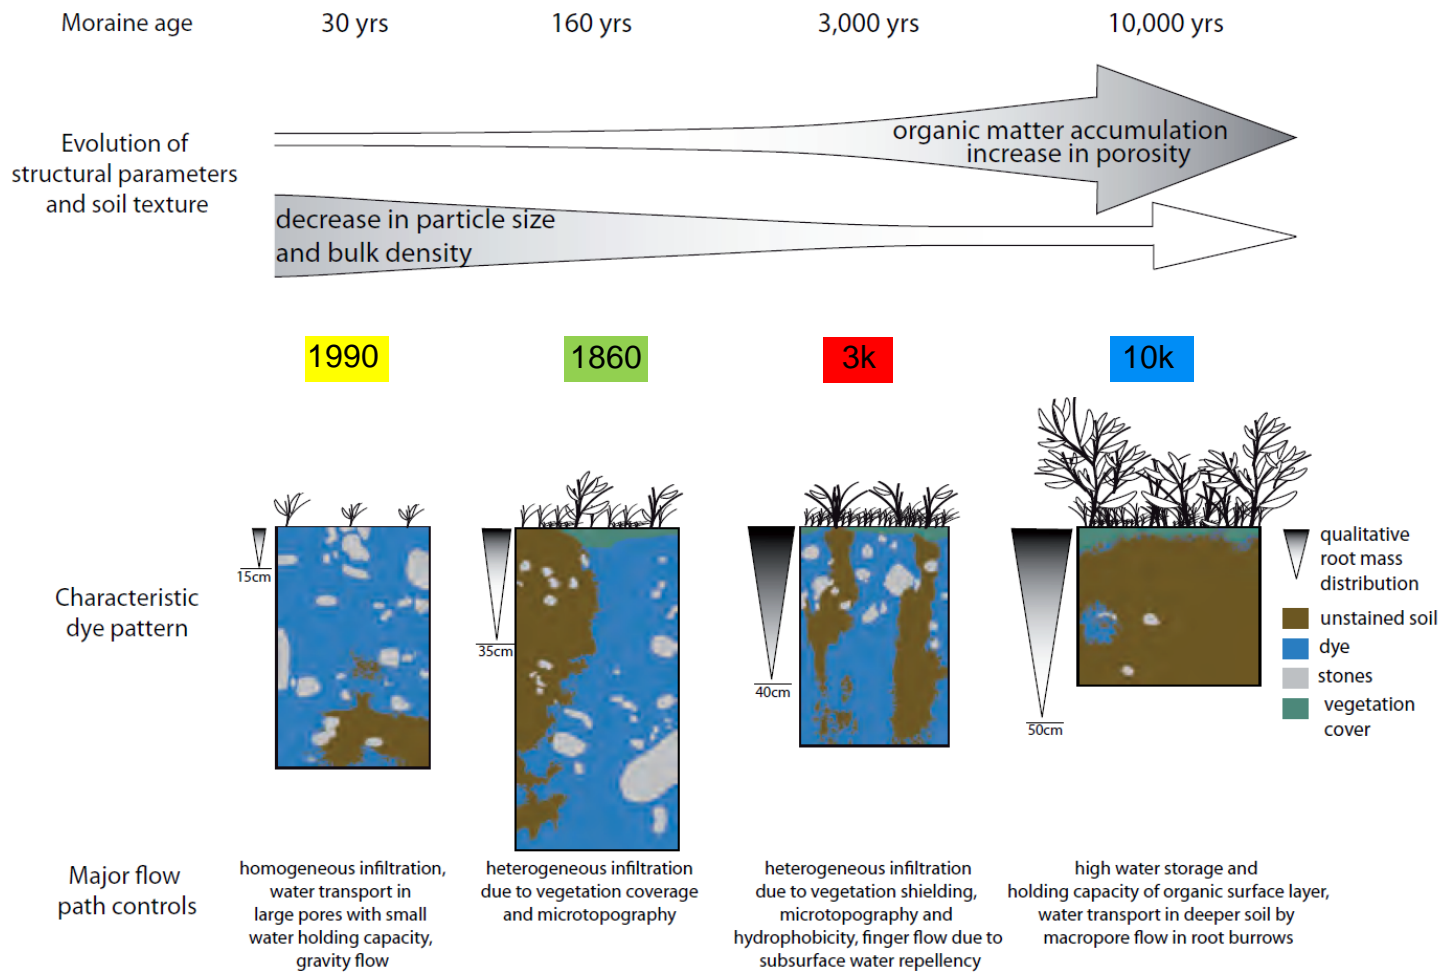 Moraine age
30 yrs
160 yrs
3,000 yrs
10,000 yrs
Evolution of
structural parameters
and soil texture
organic matter accumulation
increase in porosity
decrease in particle size
and bulk density
1990
1860
3k
10k
Characteristic
dye pattern
15cm
35cm
40cm
50cm
qualitative
root mass
distribution
unstained soil
dye
stones
vegetation
cover
Major flow
path controls
homogeneous infiltration,
water transport in
large pores with small
water holding capacity,
gravity flow
heterogeneous infiltration
due to vegetation coverage
and microtopography
heterogeneous infiltration
due to vegetation shielding,
microtopography and
hydrophobicity, finger flow due to
subsurface water repellency
high water storage and
holding capacity of organic surface layer,
water transport in deeper soil by
macropore flow in root burrows